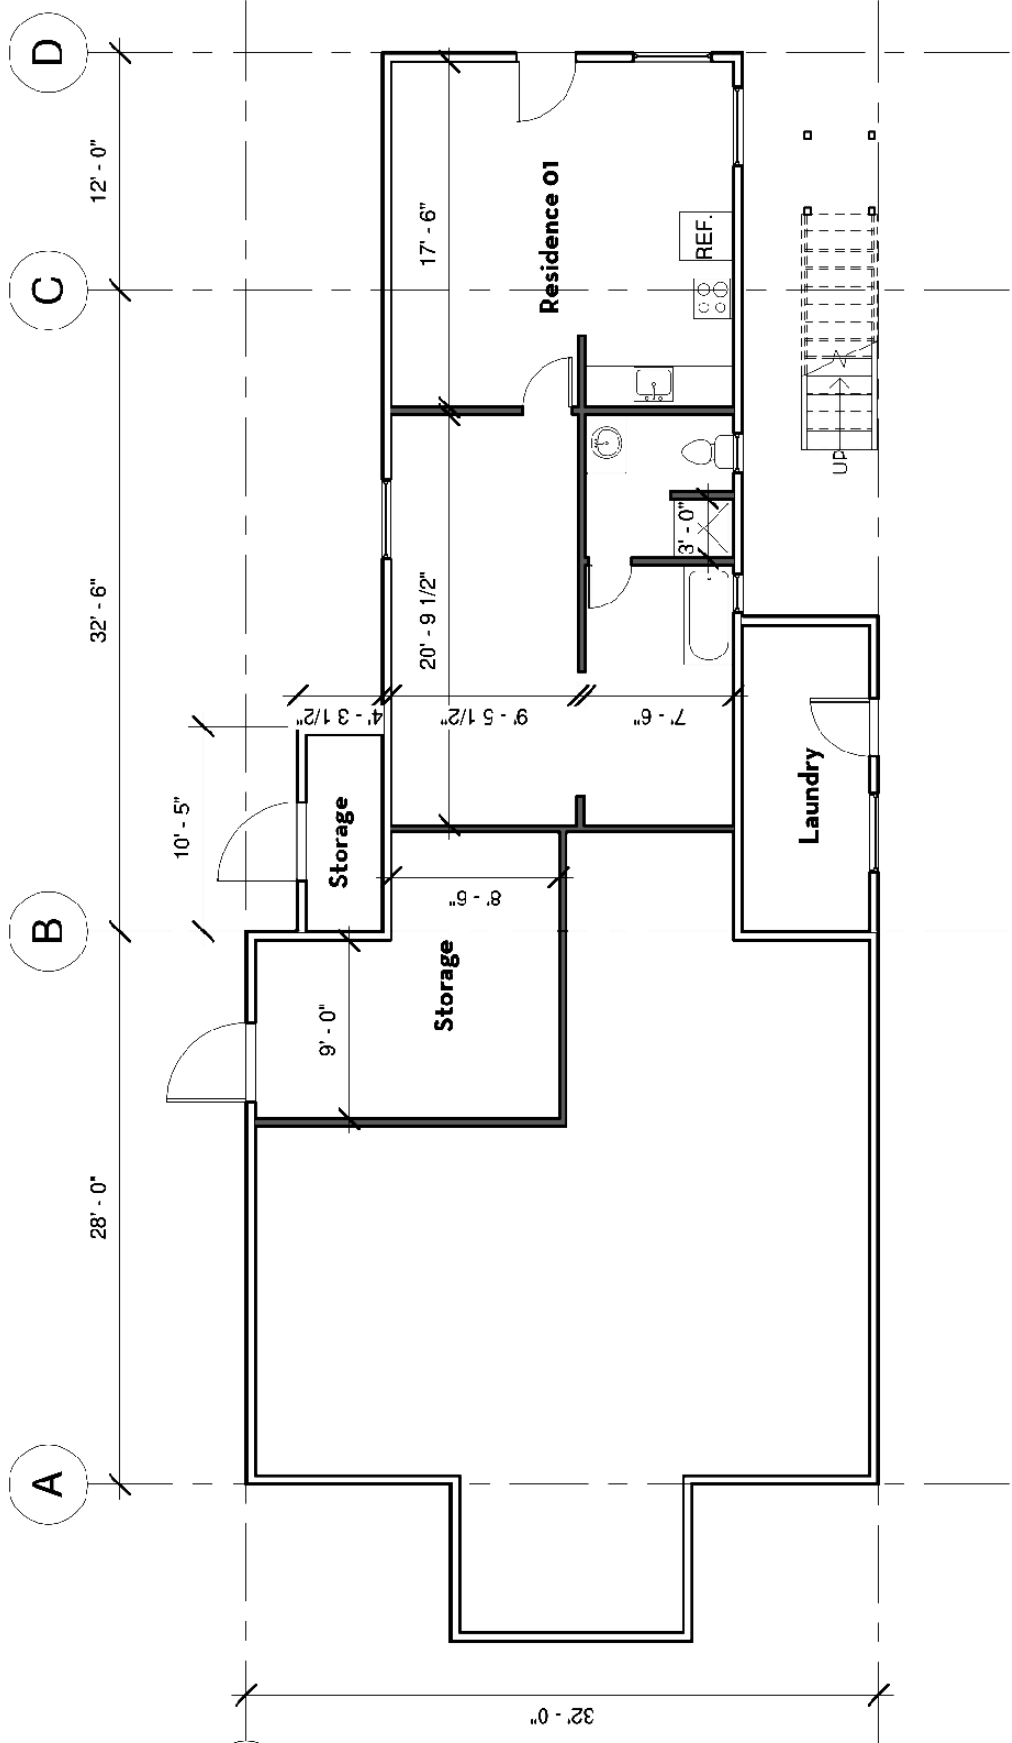 D
C
B
A
12' - 0"
32' - 6"
28' - 0"
10' - 5"
17' - 6"
20' - 9 1/2"
4' - 3 1/2"
9' - 5 1/2"
7' - 6"
3' - 0"
8' - 6"
9' - 0"
32' - 0"
Residence 01
REF.
UP
Storage
Storage
Laundry